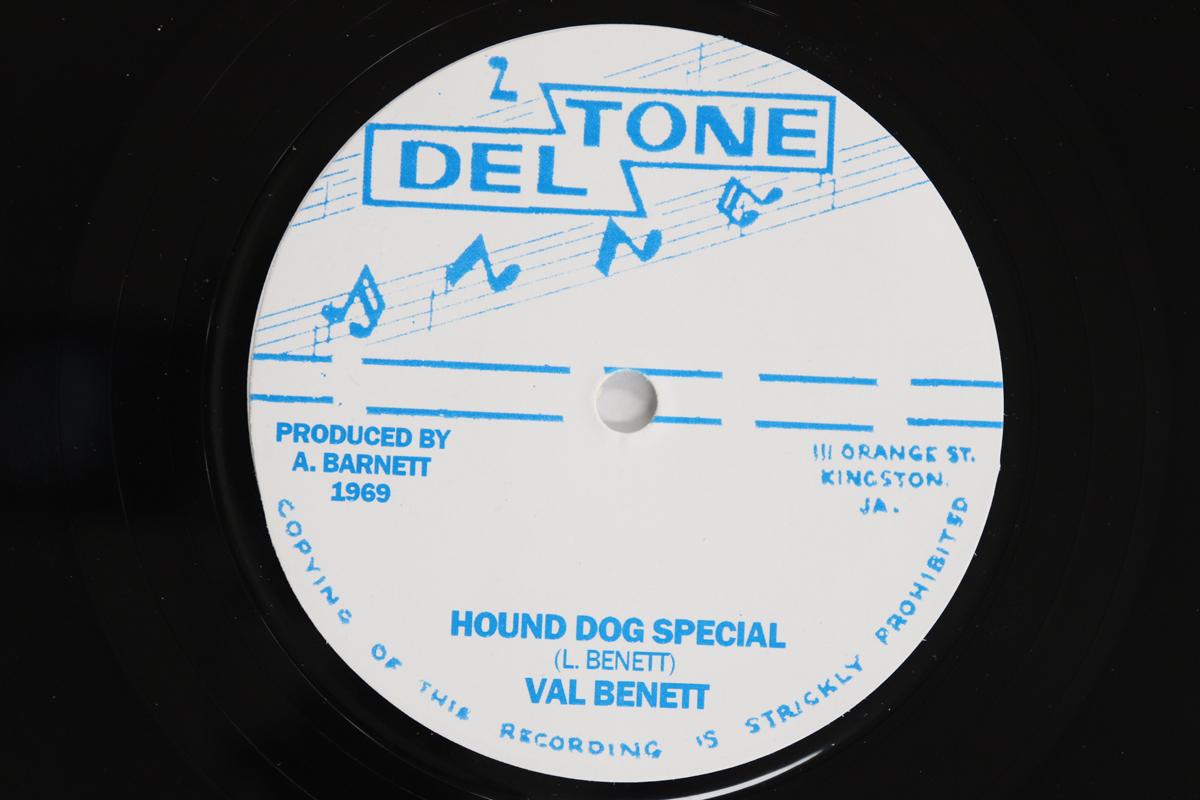 2
DEL TONE
PRODUCED BY
A. BARNETT
1969
111 ORANGE ST.
KINGSTON.
JA.
HOUND DOG SPECIAL
(L. BENETT)
VAL BENETT
COPYING OF THIS RECORDING IS STRICKLY PROHIBITED